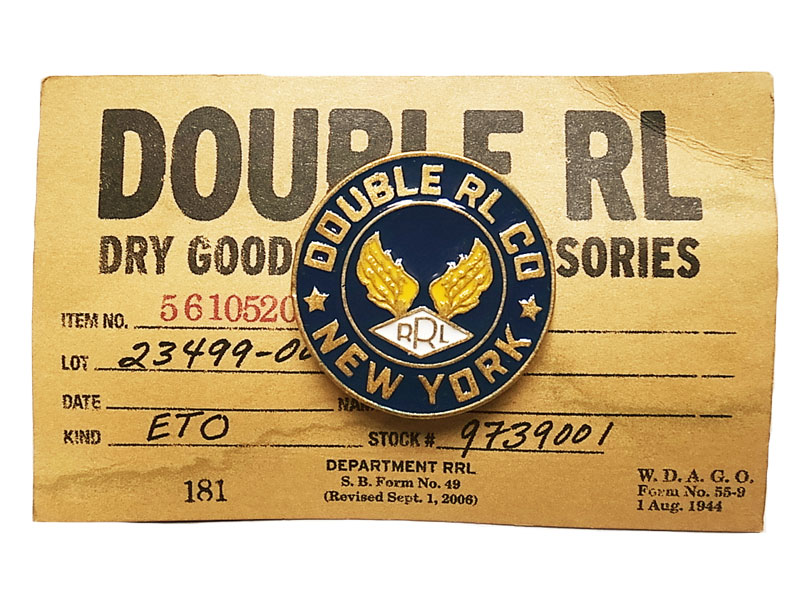 DOUBLE RL
DRY GOOD SSORIES
ITEM NO. 5610520
LOT 23499-0
DATE
KIND ETO STOCK # 9739001
DEPARTMENT RRL
S. B. Form No. 49
(Revised Sept. 1, 2006)
181
W. D. A. G. O.
Form No. 55-9
1 Aug. 1944
DOUBLE RL CO
RRL
NEW YORK